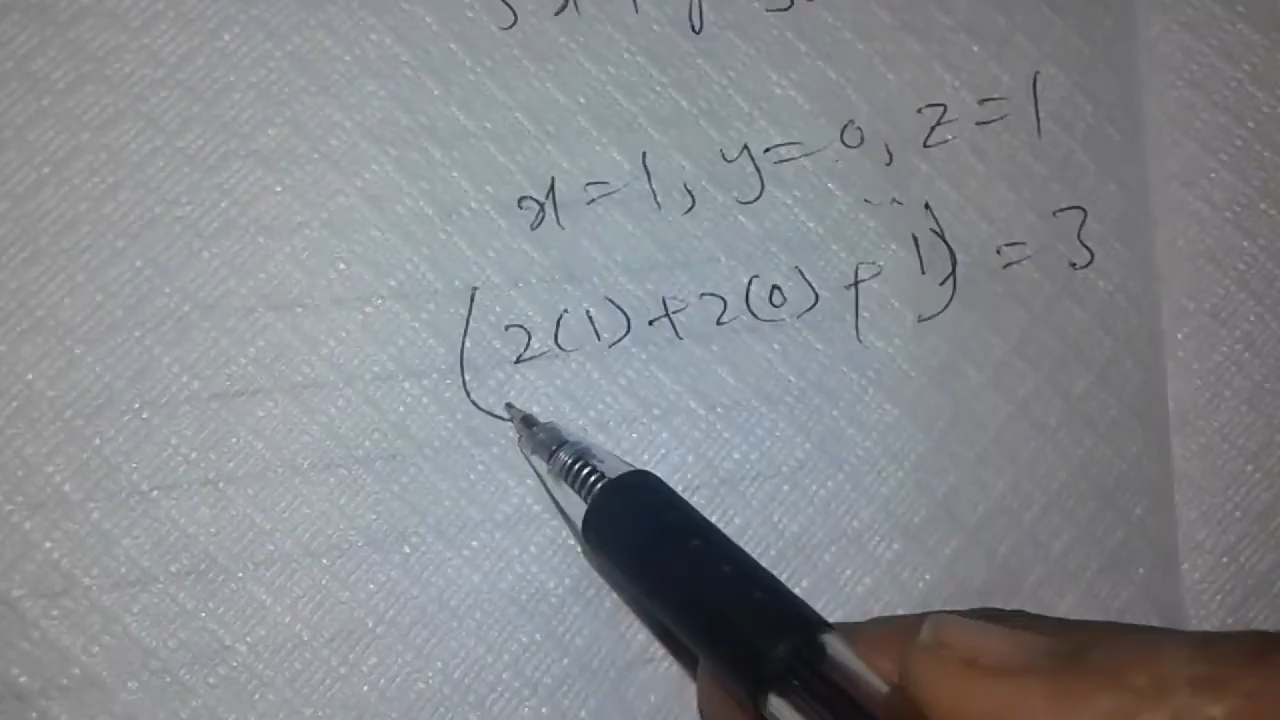 x=1, y=0, z=1
(2(1)+2(0)+1)=3